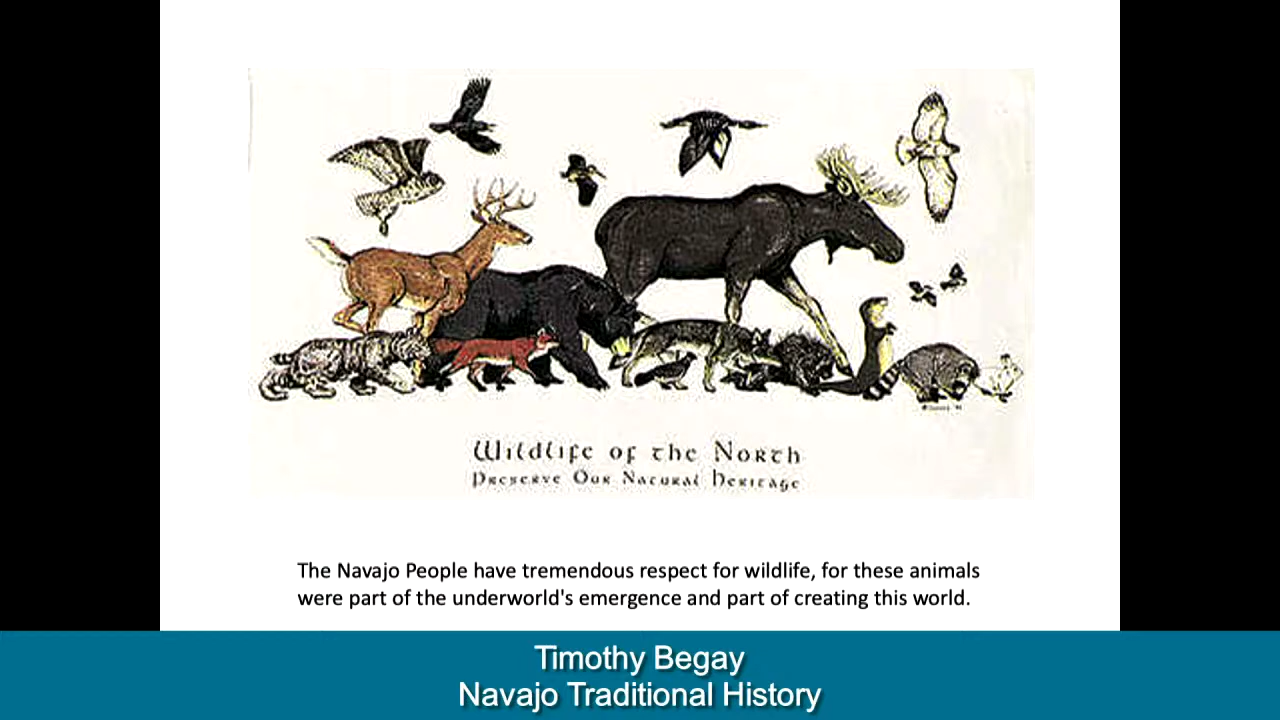 Wildlife of the North
Preserve Our Natural Heritage
The Navajo People have tremendous respect for wildlife, for these animals
were part of the underworld's emergence and part of creating this world.
Timothy Begay
Navajo Traditional History